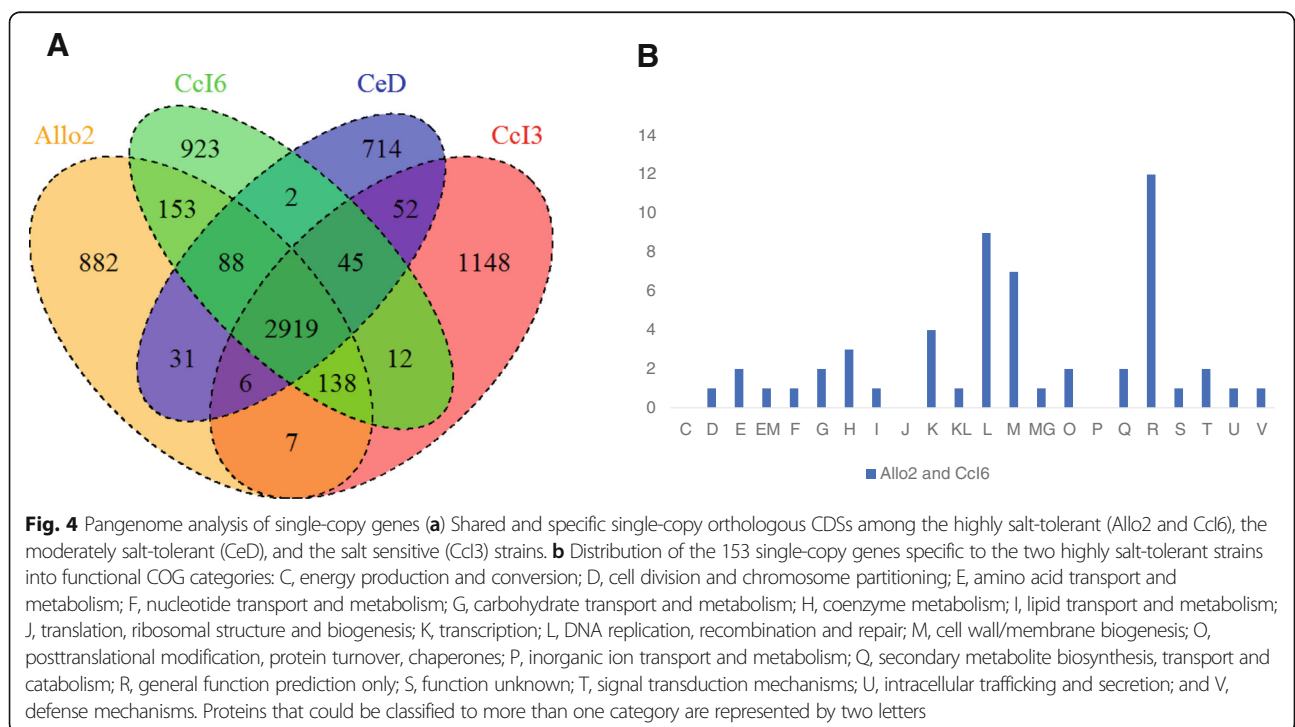 A
CcI6
CeD
Allo2
CcI3
923
714
153
2
52
882
88
45
1148
2919
31
6
138
12
7
B
14
12
10
8
6
4
2
0
C D E EM F G H I J K KL L M MG O P Q R S T U V
Allo2 and CcI6
Fig. 4 Pangenome analysis of single-copy genes (a) Shared and specific single-copy orthologous CDSs among the highly salt-tolerant (Allo2 and CcI6), the
moderately salt-tolerant (CeD), and the salt sensitive (CcI3) strains. b Distribution of the 153 single-copy genes specific to the two highly salt-tolerant strains
into functional COG categories: C, energy production and conversion; D, cell division and chromosome partitioning; E, amino acid transport and
metabolism; F, nucleotide transport and metabolism; G, carbohydrate transport and metabolism; H, coenzyme metabolism; I, lipid transport and metabolism;
J, translation, ribosomal structure and biogenesis; K, transcription; L, DNA replication, recombination and repair; M, cell wall/membrane biogenesis; O,
posttranslational modification, protein turnover, chaperones; P, inorganic ion transport and metabolism; Q, secondary metabolite biosynthesis, transport and
catabolism; R, general function prediction only; S, function unknown; T, signal transduction mechanisms; U, intracellular trafficking and secretion; and V,
defense mechanisms. Proteins that could be classified to more than one category are represented by two letters